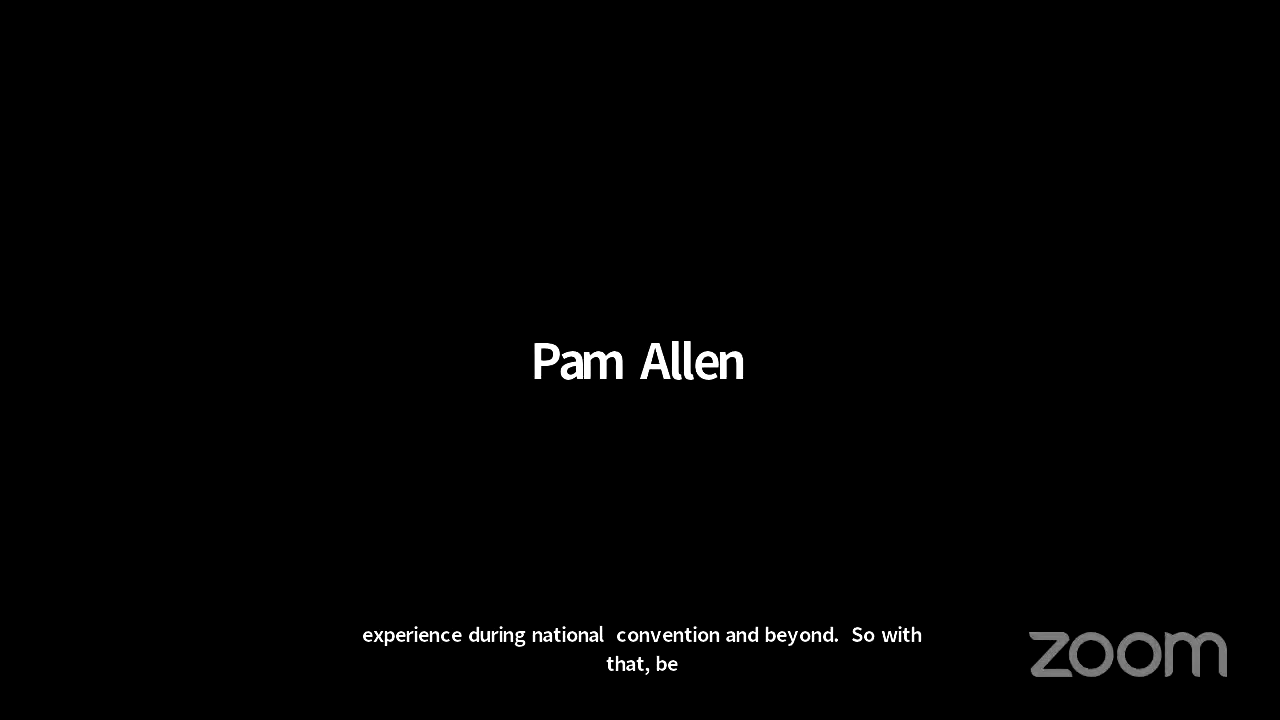 Pam Allen
experience during national convention and beyond. So with
that, be
zoom